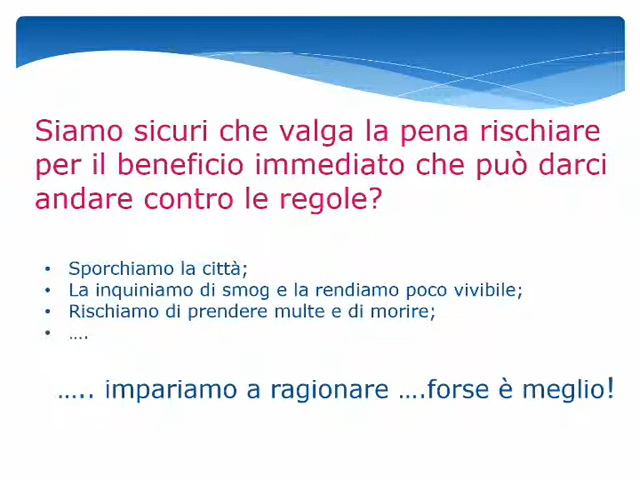 Siamo sicuri che valga la pena rischiare
per il beneficio immediato che può darci
andare contro le regole?
• Sporchiamo la città;
• La inquiniamo di smog e la rendiamo poco vivibile;
• Rischiamo di prendere multe e di morire;
• ….
….. impariamo a ragionare ….forse è meglio!